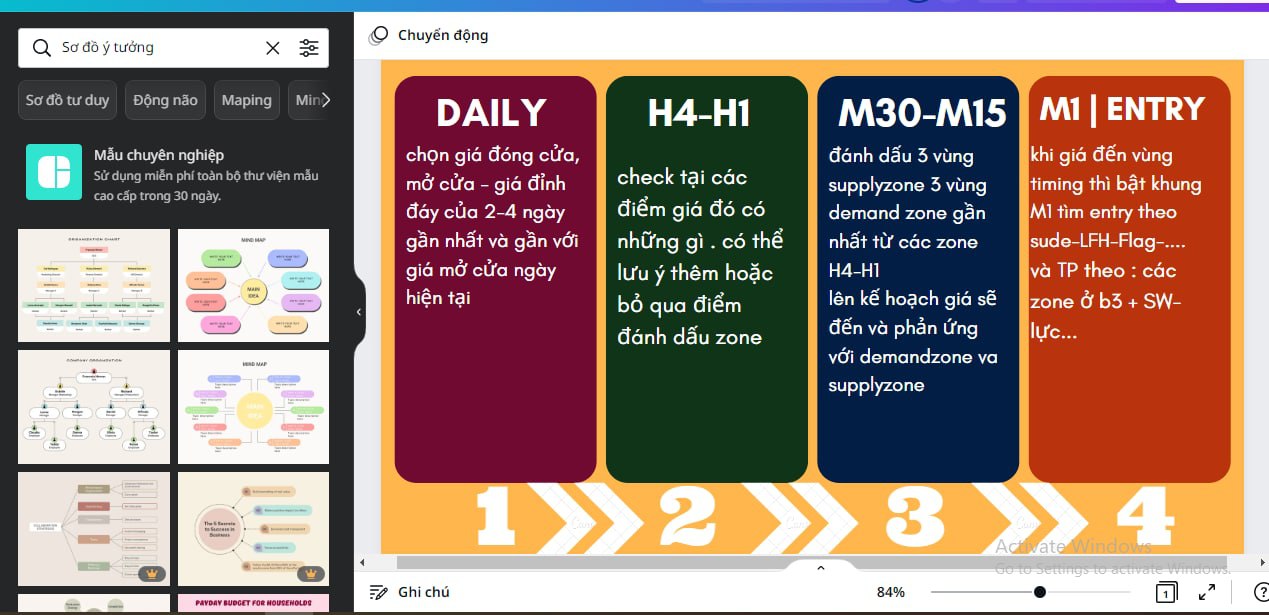 Sơ đồ ý tưởng
Sơ đồ tư duy
Động não
Maping
Min
Mẫu chuyên nghiệp
Sử dụng miễn phí toàn bộ thư viện mẫu
cao cấp trong 30 ngày.
ORGANIZATION CHART
MIND MAP
MAIN
IDEA
COMPANY ORGANIZATION
MIND MAP
The 5 Secrets
to Success in
Business
PAYDAY BUDGET FOR HOUSEHOLDS
Chuyển động
DAILY
chọn giá đóng cửa,
mở cửa - giá đỉnh
đáy của 2-4 ngày
gần nhất và gần với
giá mở cửa ngày
hiện tại
H4-H1
check tại các
điểm giá đó có
những gì . có thể
lưu ý thêm hoặc
bỏ qua điểm
đánh dấu zone
M30-M15
đánh dấu 3 vùng
supplyzone 3 vùng
demand zone gần
nhất từ các zone
H4-H1
lên kế hoạch giá sẽ
đến và phản ứng
với demandzone va
supplyzone
M1 | ENTRY
khi giá đến vùng
timing thì bật khung
M1 tìm entry theo
sude-LFH-Flag-....
và TP theo : các
zone ở b3 + SW-
lực...
1
2
3
4
Activate Windows
Go to Settings to activate Windows.
Ghi chú
84%
1